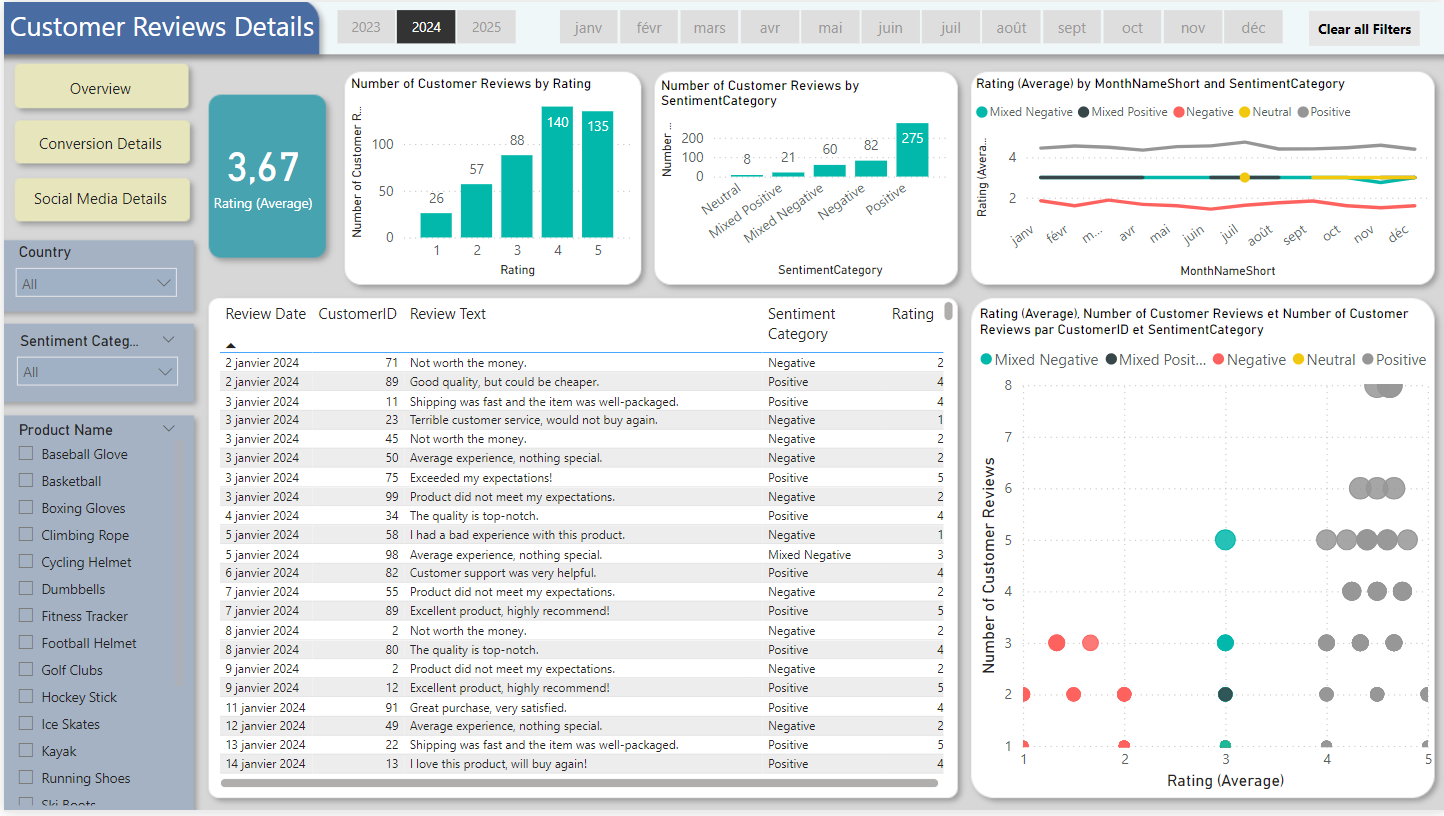 Customer Reviews Details
2023 2024 2025 janv févr mars avr mai juin juil août sept oct nov déc Clear all Filters
Overview
Conversion Details
Social Media Details
Country
All
Sentiment Categ...
All
Product Name
Baseball Glove
Basketball
Boxing Gloves
Climbing Rope
Cycling Helmet
Dumbbells
Fitness Tracker
Football Helmet
Golf Clubs
Hockey Stick
Ice Skates
Kayak
Running Shoes
Ski Boots
3,67
Rating (Average)
Number of Customer Reviews by Rating
Number of Customer R...
100
50
0
26 57 88 140 135
1 2 3 4 5
Rating
Number of Customer Reviews by
SentimentCategory
Number ...
200
100
0
8 21 60 82 275
Neutral
Mixed Positive
Mixed Negative
Negative
Positive
SentimentCategory
Rating (Average) by MonthNameShort and SentimentCategory
Mixed Negative Mixed Positive Negative Neutral Positive
Rating (Avera...
4
2
janv févr m... avr mai juin juil août sept oct nov déc
MonthNameShort
Review Date CustomerID Review Text Sentiment Rating
Category
2 janvier 2024 71 Not worth the money. Negative 2
2 janvier 2024 89 Good quality, but could be cheaper. Positive 4
3 janvier 2024 11 Shipping was fast and the item was well-packaged. Positive 4
3 janvier 2024 23 Terrible customer service, would not buy again. Negative 1
3 janvier 2024 45 Not worth the money. Negative 2
3 janvier 2024 50 Average experience, nothing special. Negative 2
3 janvier 2024 75 Exceeded my expectations! Positive 5
3 janvier 2024 99 Product did not meet my expectations. Negative 2
4 janvier 2024 34 The quality is top-notch. Positive 4
5 janvier 2024 58 I had a bad experience with this product. Negative 1
5 janvier 2024 98 Average experience, nothing special. Mixed Negative 3
6 janvier 2024 82 Customer support was very helpful. Positive 4
7 janvier 2024 55 Product did not meet my expectations. Negative 2
7 janvier 2024 89 Excellent product, highly recommend! Positive 5
8 janvier 2024 2 Not worth the money. Negative 2
8 janvier 2024 80 The quality is top-notch. Positive 4
9 janvier 2024 2 Product did not meet my expectations. Negative 2
9 janvier 2024 12 Excellent product, highly recommend! Positive 5
11 janvier 2024 91 Great purchase, very satisfied. Positive 4
12 janvier 2024 49 Average experience, nothing special. Negative 2
13 janvier 2024 22 Shipping was fast and the item was well-packaged. Positive 5
14 janvier 2024 13 I love this product, will buy again! Positive 4
Rating (Average), Number of Customer Reviews et Number of Customer
Reviews par CustomerID et SentimentCategory
Mixed Negative Mixed Posit... Negative Neutral Positive
Number of Customer Reviews
8
7
6
5
4
3
2
1
1 2 3 4 5
Rating (Average)